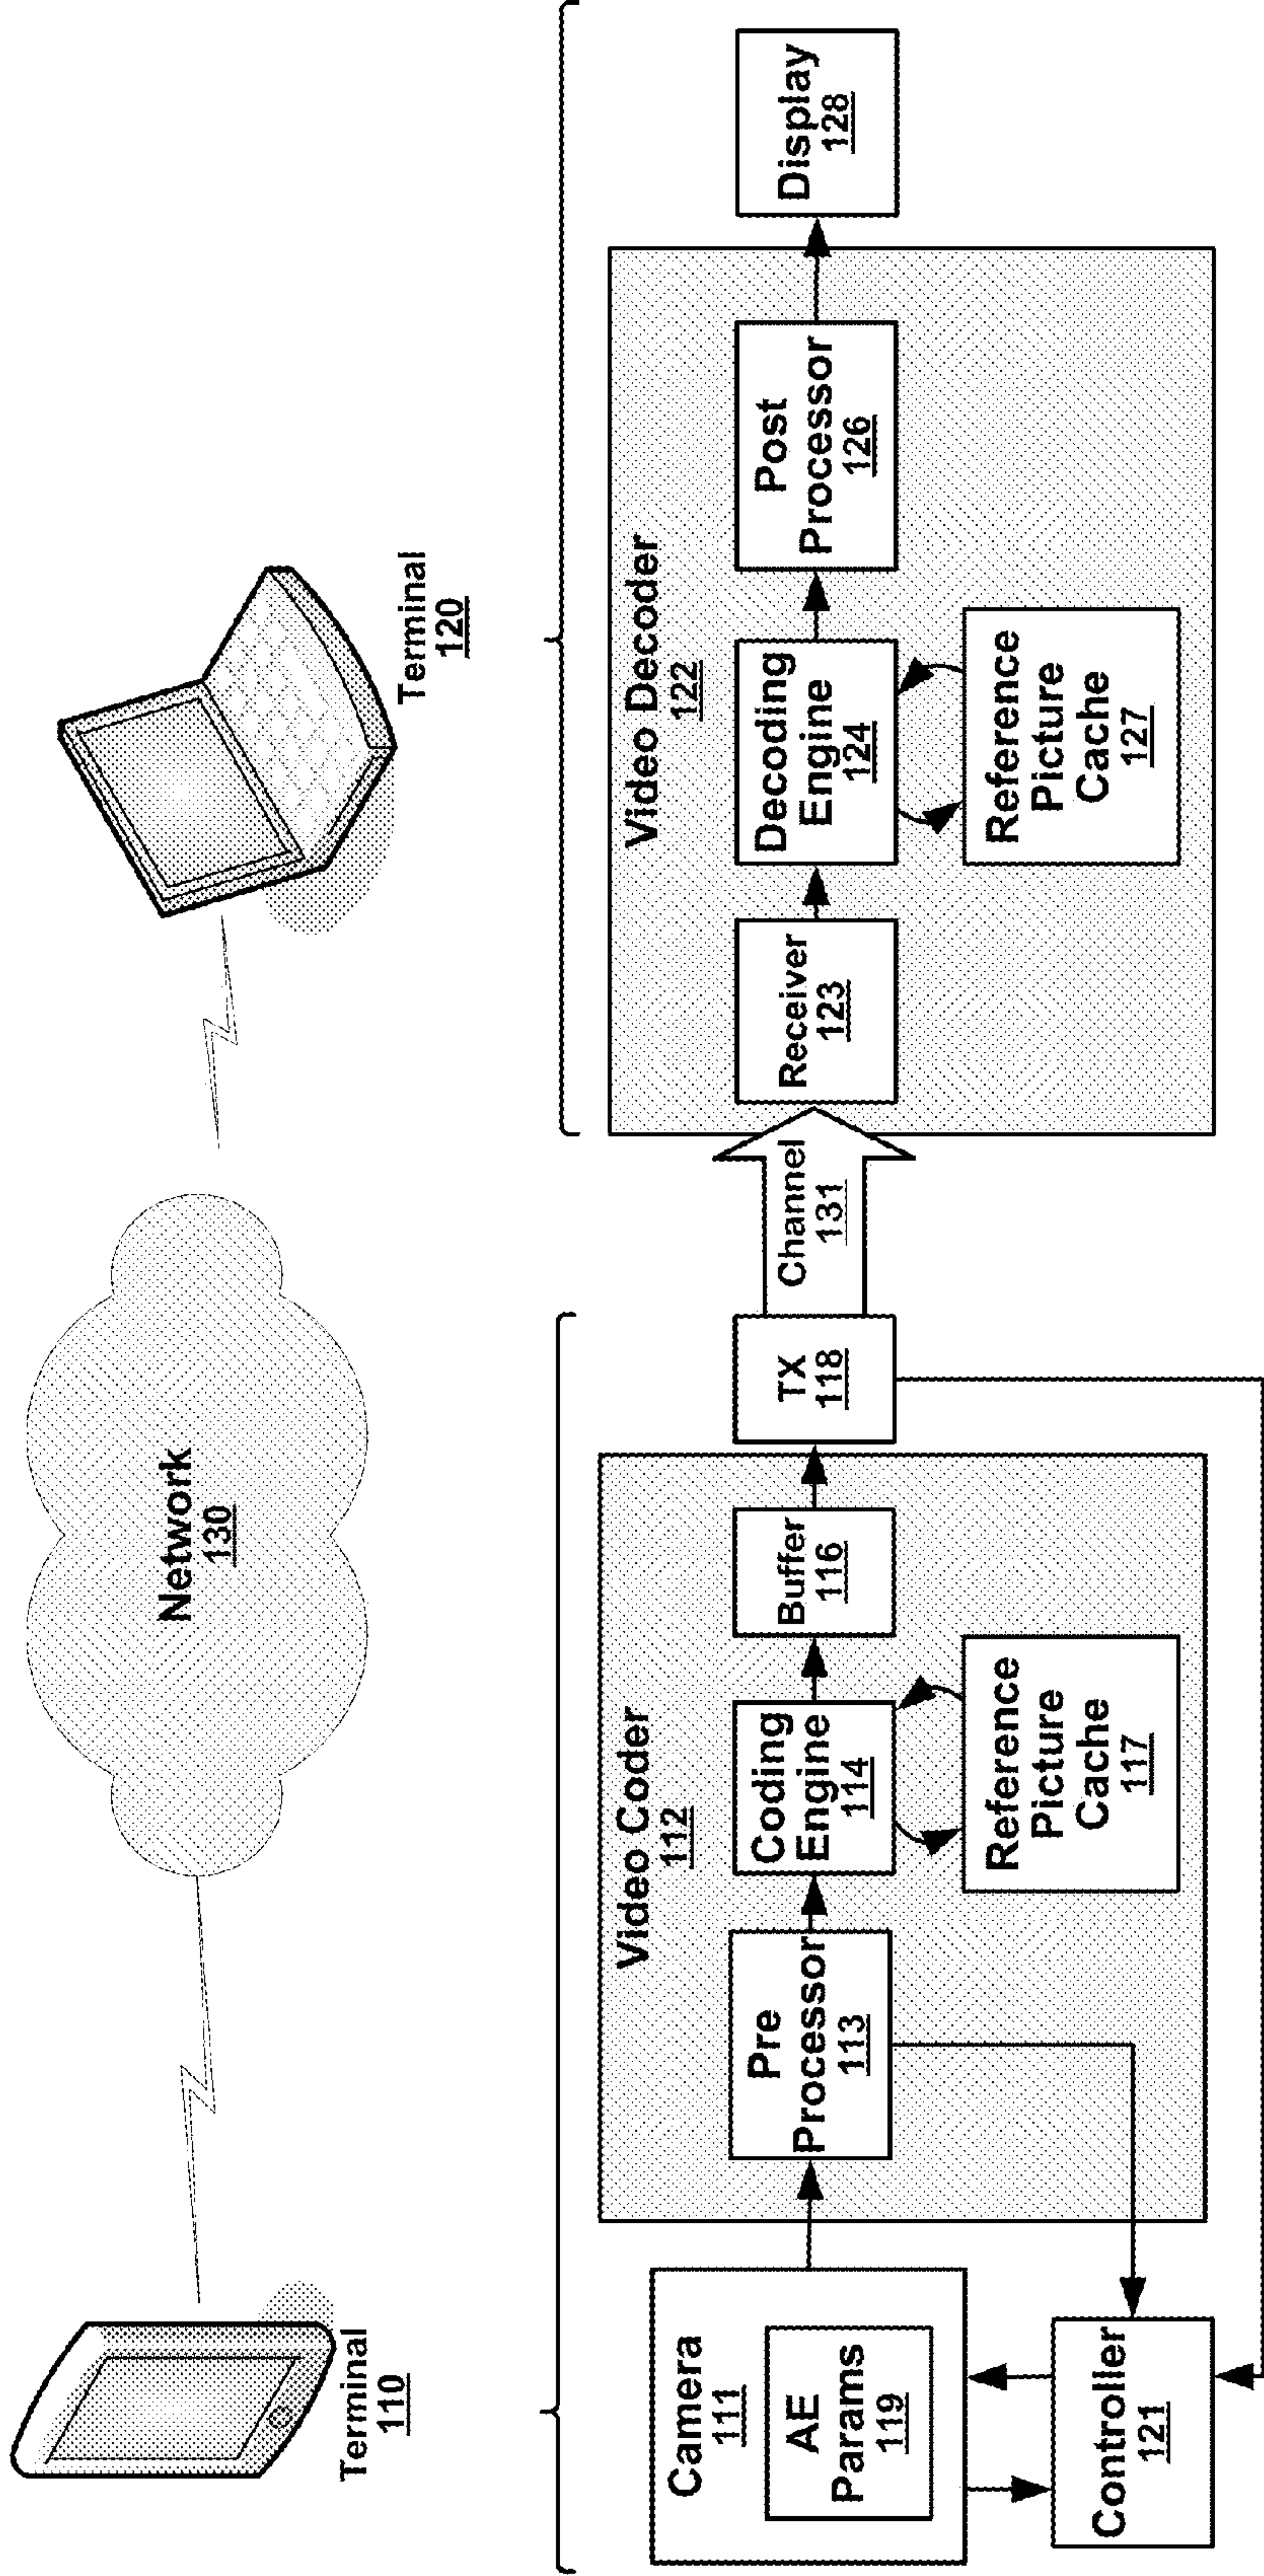 Terminal
110
Network
130
Terminal
120
Camera
111
AE
Params
119
Controller
121
Video Coder
112
Pre
Processor
113
Coding
Engine
114
Buffer
116
Reference
Picture
Cache
117
TX
118
Channel
131
Video Decoder
122
Receiver
123
Decoding
Engine
124
Post
Processor
126
Reference
Picture
Cache
127
Display
128